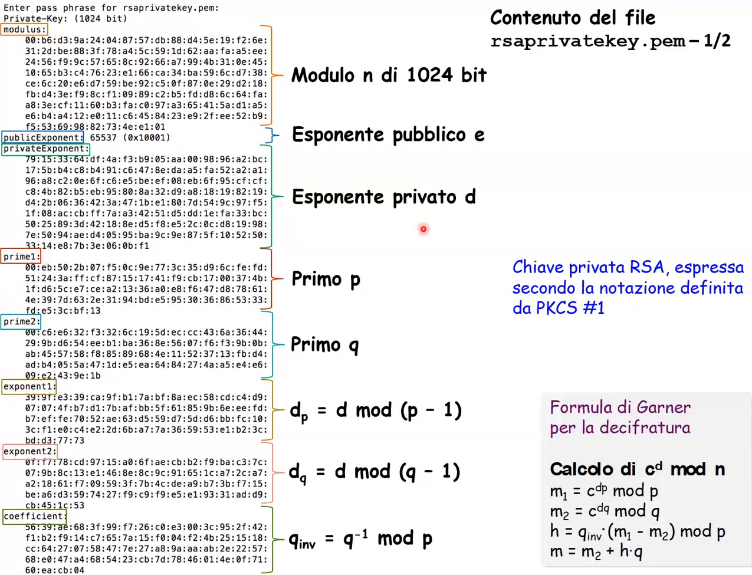 Enter pass phrase for rsaprivatekey.pem:
Private-Key: (1024 bit)
modulus:
00:b6:d3:9a:24:04:87:57:db:88:d4:5e:19:f2:6e:
31:2d:be:88:3f:78:a4:5c:59:1d:62:aa:fa:a5:ee:
24:56:f9:9c:57:65:8c:92:66:a7:99:4b:31:0e:45:
10:65:b3:c4:76:23:e1:66:ca:34:ba:59:6c:d7:38:
ce:6c:20:e6:d7:59:be:92:c5:0f:87:0e:29:d2:18:
fb:d4:3e:f9:8c:f1:09:89:c2:b5:fd:d8:6c:64:fa:
a8:3e:cf:11:60:b3:fa:c0:97:a3:65:41:5a:d1:a5:
e6:b4:a4:12:e0:11:c6:45:84:23:e9:2f:ee:52:b9:
f5:53:69:98:82:73:4e:e1:01
publicExponent: 65537 (0x10001)
privateExponent:
79:15:33:64:df:4a:f3:b9:05:aa:00:98:96:a2:bc:
17:5b:b4:c8:b4:91:c6:47:8e:da:a5:fa:52:a2:a1:
96:a8:c2:0e:6f:c6:e5:be:ef:08:eb:6f:95:cf:cf:
c8:4b:82:b5:eb:95:80:8a:32:d9:a8:18:19:82:19:
d4:2b:06:36:42:3a:47:1b:e1:80:7d:54:9c:97:f5:
1f:08:ac:cb:ff:7a:a3:42:51:d5:dd:1e:fa:33:bc:
50:25:89:3d:42:18:8e:d5:f8:e5:2c:0c:d8:19:98:
7e:50:94:ae:d4:05:95:ba:9c:9e:87:5f:10:52:50:
33:14:e8:7b:3e:06:0b:f1
prime1:
00:eb:50:2b:07:f5:0c:9e:77:3c:35:d9:6c:fe:fd:
51:24:3a:ff:cf:87:15:17:41:f9:cb:17:00:37:4b:
1f:d6:5c:e7:ce:a2:13:36:a0:e8:f6:47:d8:78:61:
4e:39:7d:63:2e:31:94:bd:e5:95:30:36:86:53:33:
fd:e5:3c:bf:13
prime2:
00:c6:e6:32:f3:32:6c:19:5d:ec:cc:43:6a:36:44:
29:9b:d6:54:ee:b1:ba:36:8e:56:07:f6:f3:9b:0b:
ab:45:57:58:f8:85:89:68:4e:11:52:37:13:fb:d4:
ad:b4:05:5a:47:1d:e5:ea:64:84:27:4a:a5:e4:e6:
09:e2:43:9e:1b
exponent1:
39:9f:e3:39:ca:9f:b1:7a:bf:8a:ec:58:cd:c4:d9:
07:07:4f:b7:d1:7b:af:bb:5f:61:85:9b:6e:ee:fd:
b7:ef:fe:70:52:ae:63:d5:59:d7:5d:d6:bb:fc:10:
3c:f1:e0:c4:e2:2d:6b:a7:7a:36:59:53:e1:b2:3c:
bd:d3:77:73
exponent2:
0f:f7:78:cd:97:15:a0:6f:ae:cb:b2:f9:ba:c3:7c:
07:9b:8c:13:e1:46:8e:8c:9c:91:65:1c:a7:2c:a7:
a2:18:61:f7:09:59:3f:7b:4c:de:a9:b7:3b:f7:15:
be:a6:d3:59:74:27:f9:c9:f9:e5:e1:93:31:ad:d9:
cb:45:1c:53
coefficient:
56:39:ae:68:3f:99:f7:26:c0:e3:00:3c:95:2f:42:
f1:b2:f9:14:c7:65:7a:15:f0:04:f2:4b:25:15:18:
cc:64:27:07:58:47:7e:27:a8:9a:aa:ab:2e:22:57:
68:e0:47:a4:68:54:23:cb:7d:78:46:01:4e:0f:71:
60:ea:cb:04
Modulo n di 1024 bit
Esponente pubblico e
Esponente privato d
Primo p
Primo q
dp = d mod (p – 1)
dq = d mod (q – 1)
qinv = q-1 mod p
Contenuto del file
rsaprivatekey.pem – 1/2
Chiave privata RSA, espressa
secondo la notazione definita
da PKCS #1
Formula di Garner
per la decifratura
Calcolo di cd mod n
m1 = cdp mod p
m2 = cdq mod q
h = qinv·(m1 - m2) mod p
m = m2 + h·q